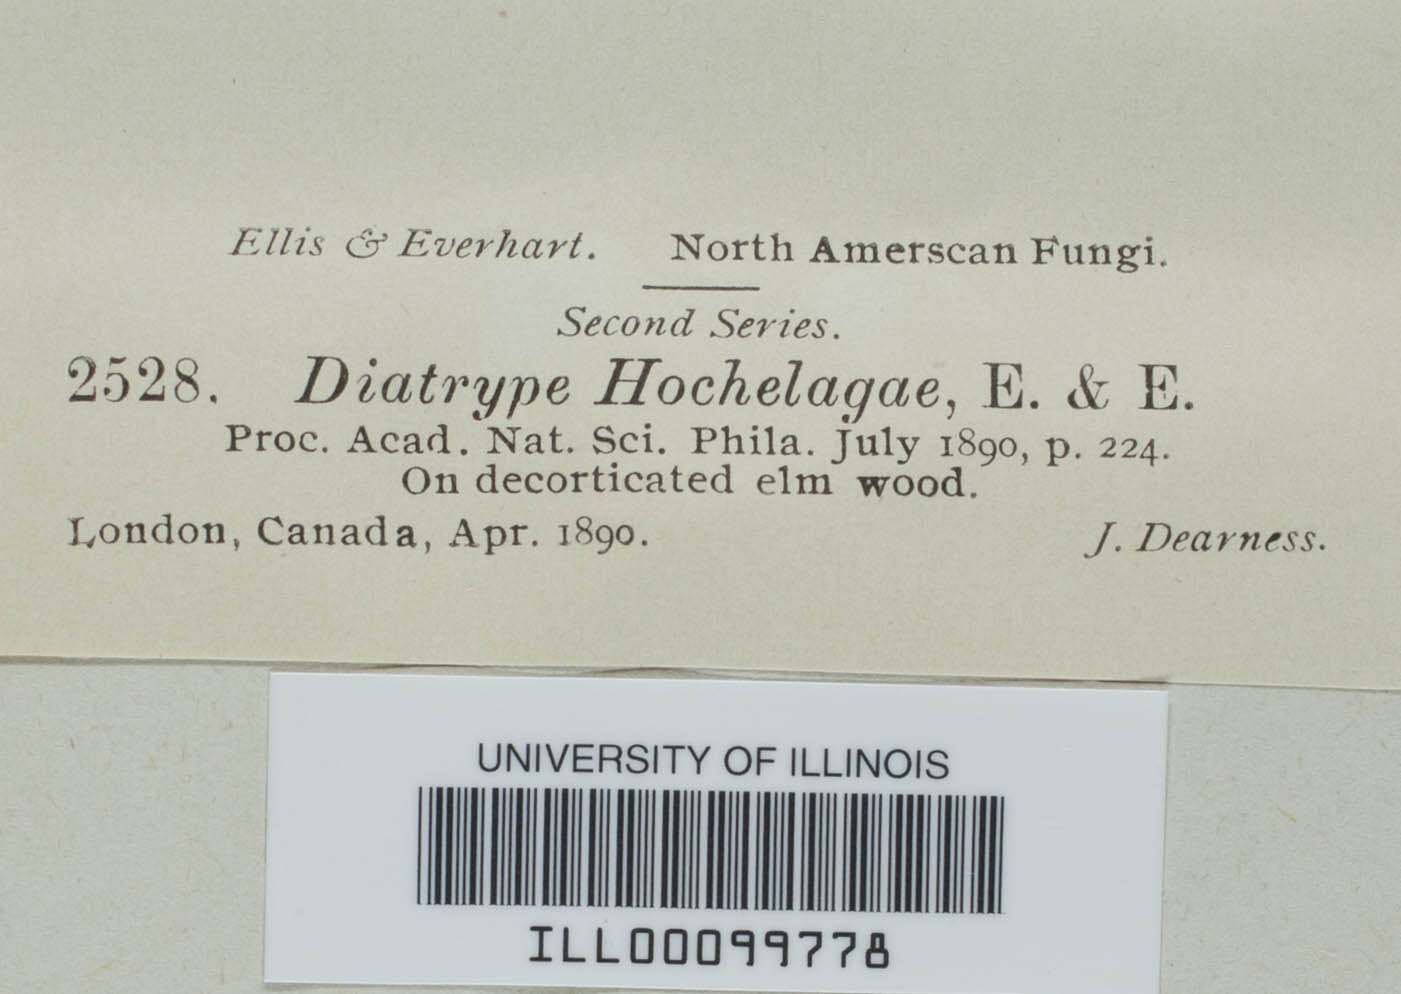 Ellis & Everhart. North Amerscan Fungi.
Second Series.
2528. Diatrype Hochelagae, E. & E.
Proc. Acad. Nat. Sci. Phila. July 1890, p. 224.
On decorticated elm wood.
London, Canada, Apr. 1890. J. Dearness.
UNIVERSITY OF ILLINOIS
ILL00099778